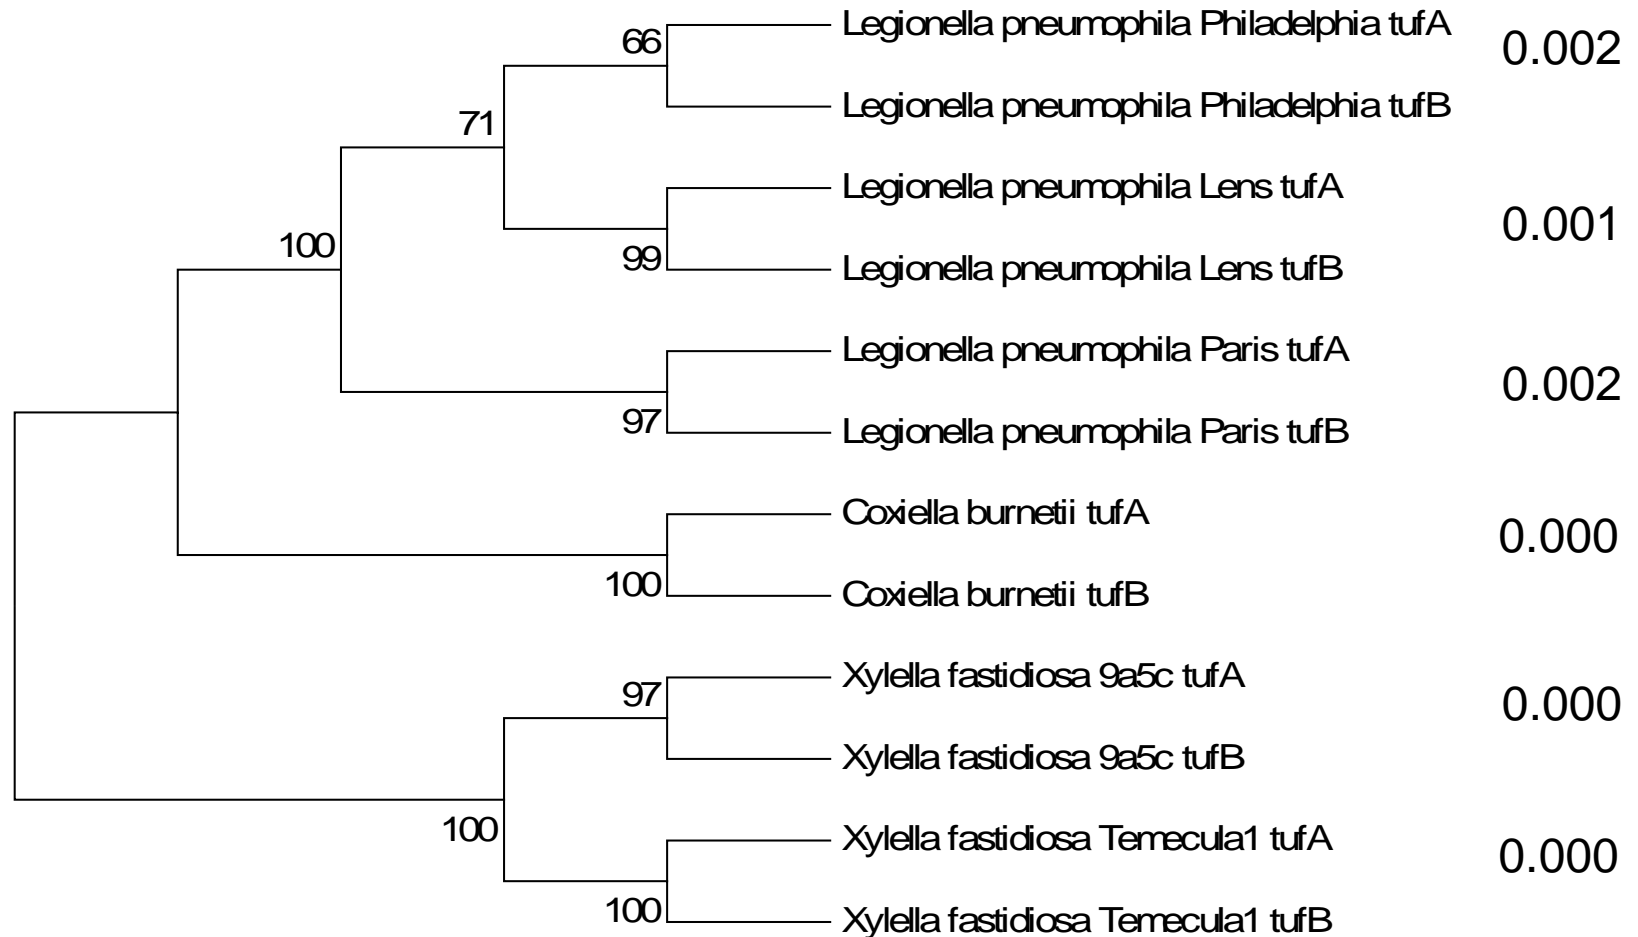 Legionella pneumophila Philadelphia tufA
66
0.002
Legionella pneumophila Philadelphia tufB
71
Legionella pneumophila Lens tufA
0.001
100
99
Legionella pneumophila Lens tufB
Legionella pneumophila Paris tufA
0.002
97
Legionella pneumophila Paris tufB
Coxiella burnetii tufA
0.000
100
Coxiella burnetii tufB
Xylella fastidiosa 9a5c tufA
97
0.000
Xylella fastidiosa 9a5c tufB
100
Xylella fastidiosa Temecula1 tufA
0.000
100
Xylella fastidiosa Temecula1 tufB